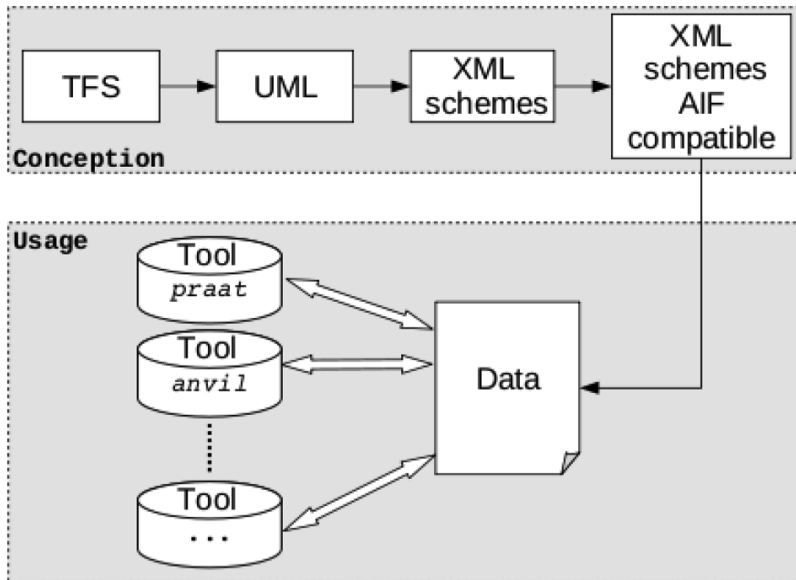 TFS
UML
XML
schemes
XML
schemes
AIF
compatible
Conception
Usage
Tool
praat
Tool
anvil
Tool
...
Data